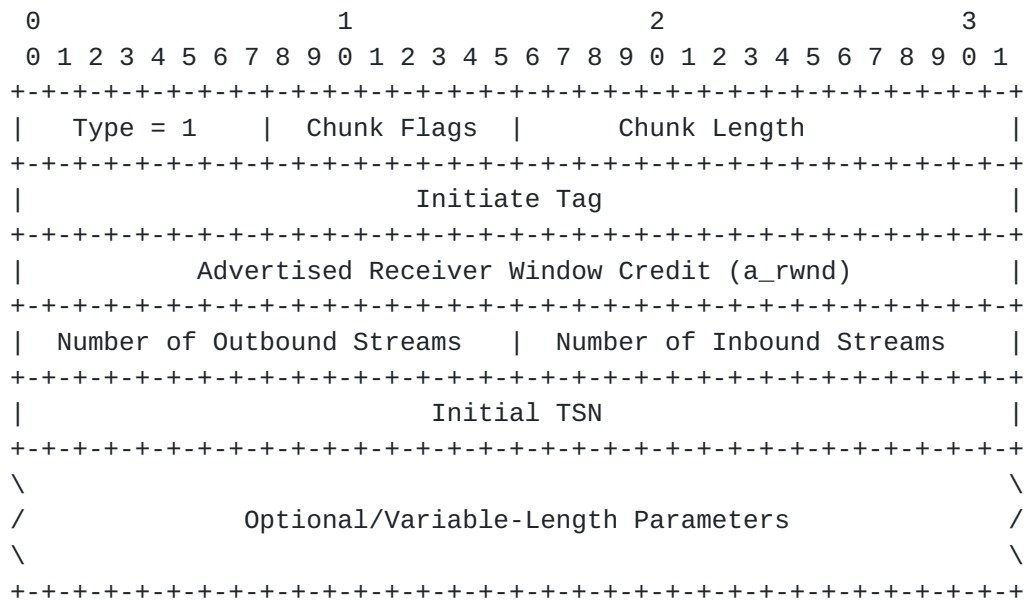 0                   1                   2                   3
 0 1 2 3 4 5 6 7 8 9 0 1 2 3 4 5 6 7 8 9 0 1 2 3 4 5 6 7 8 9 0 1
+-+-+-+-+-+-+-+-+-+-+-+-+-+-+-+-+-+-+-+-+-+-+-+-+-+-+-+-+-+-+-+-+
|   Type = 1    |  Chunk Flags  |      Chunk Length             |
+-+-+-+-+-+-+-+-+-+-+-+-+-+-+-+-+-+-+-+-+-+-+-+-+-+-+-+-+-+-+-+-+
|                         Initiate Tag                          |
+-+-+-+-+-+-+-+-+-+-+-+-+-+-+-+-+-+-+-+-+-+-+-+-+-+-+-+-+-+-+-+-+
|           Advertised Receiver Window Credit (a_rwnd)          |
+-+-+-+-+-+-+-+-+-+-+-+-+-+-+-+-+-+-+-+-+-+-+-+-+-+-+-+-+-+-+-+-+
|  Number of Outbound Streams   |  Number of Inbound Streams    |
+-+-+-+-+-+-+-+-+-+-+-+-+-+-+-+-+-+-+-+-+-+-+-+-+-+-+-+-+-+-+-+-+
|                          Initial TSN                          |
+-+-+-+-+-+-+-+-+-+-+-+-+-+-+-+-+-+-+-+-+-+-+-+-+-+-+-+-+-+-+-+-+
\                                                               \
/              Optional/Variable-Length Parameters              /
\                                                               \
+-+-+-+-+-+-+-+-+-+-+-+-+-+-+-+-+-+-+-+-+-+-+-+-+-+-+-+-+-+-+-+-+